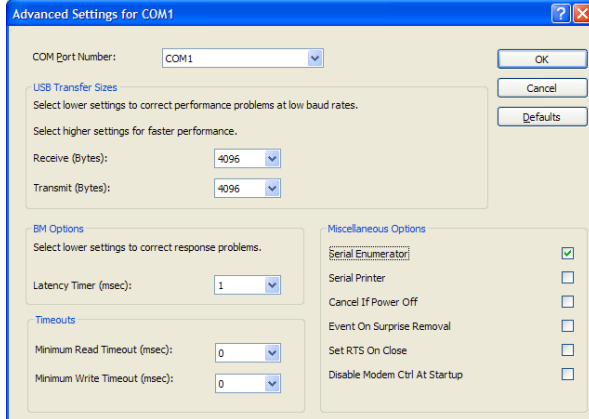 Advanced Settings for COM1
COM Port Number: COM1
OK
USB Transfer Sizes
Cancel
Select lower settings to correct performance problems at low baud rates.
Defaults
Select higher settings for faster performance.
Receive (Bytes): 4096
Transmit (Bytes): 4096
BM Options
Select lower settings to correct response problems.
Latency Timer (msec): 1
Timeouts
Minimum Read Timeout (msec): 0
Minimum Write Timeout (msec): 0
Miscellaneous Options
Serial Enumerator
Serial Printer
Cancel If Power Off
Event On Surprise Removal
Set RTS On Close
Disable Modem Ctrl At Startup